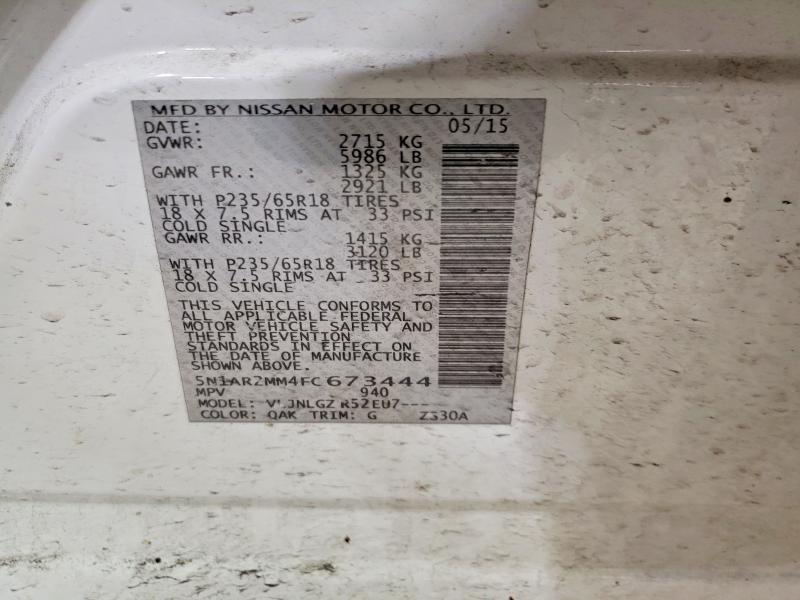 MFD BY NISSAN MOTOR CO., LTD.
DATE: 05/15
GVWR: 2715 KG
5986 LB
GAWR FR.: 1325 KG
2921 LB
WITH P235/65R18 TIRES
18 X 7.5 RIMS AT 33 PSI
COLD SINGLE
GAWR RR.: 1415 KG
3120 LB
WITH P235/65R18 TIRES
18 X 7.5 RIMS AT 33 PSI
COLD SINGLE
THIS VEHICLE CONFORMS TO
ALL APPLICABLE FEDERAL
MOTOR VEHICLE SAFETY AND
THEFT PREVENTION
STANDARDS IN EFFECT ON
THE DATE OF MANUFACTURE
SHOWN ABOVE.
5N1AR2MM4FC673444
MPV 940
MODEL:
COLOR: QAK TRIM: G